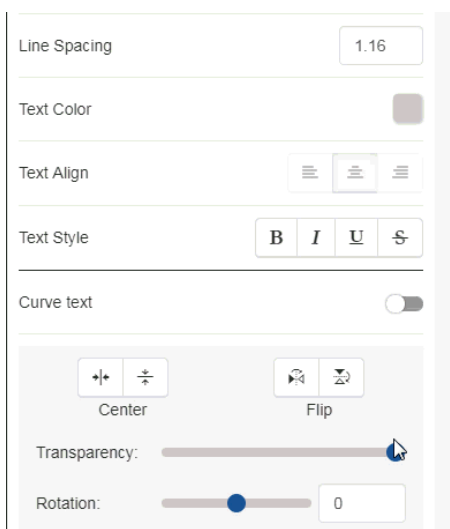 Line Spacing 1.16
Text Color
Text Align
Text Style B I U S
Curve text
Center Flip
Transparency:
Rotation: 0